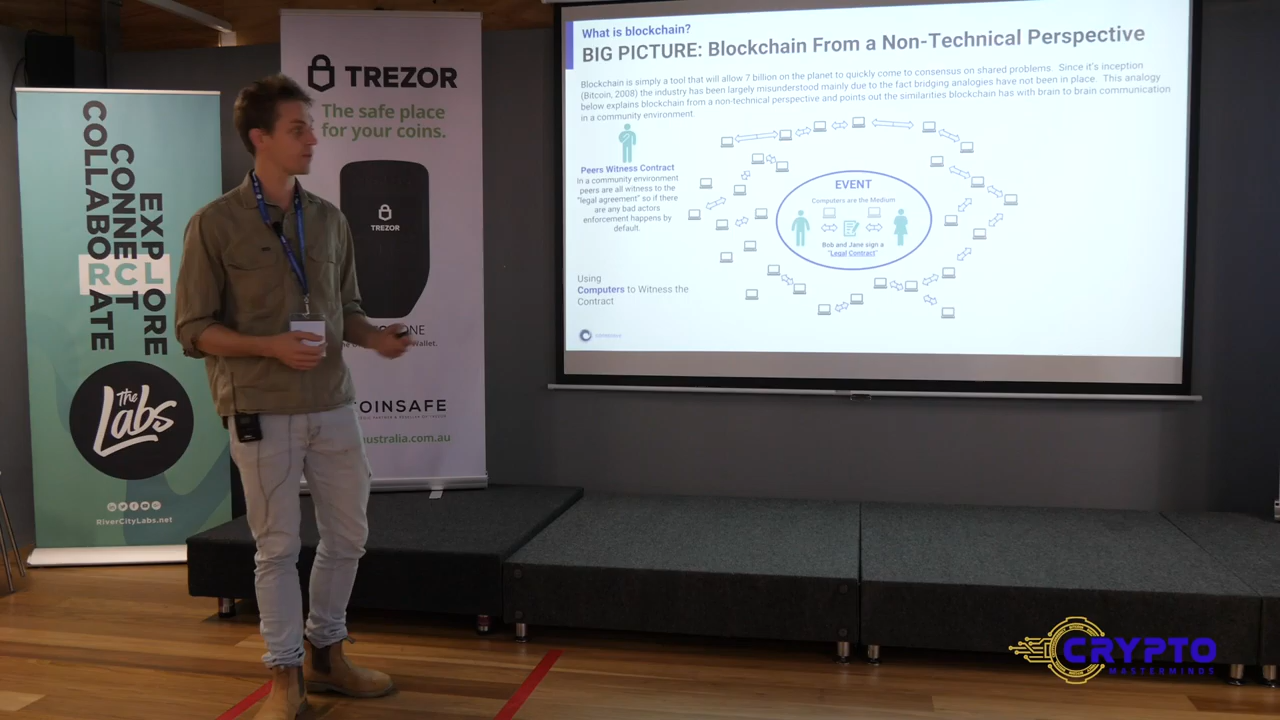 COLLABORATE
CONNECT
EXPLORE
RCL
the
Labs
RiverCityLabs.net
TREZOR
The safe place
for your coins.
TREZOR
ONE
Wallet.
OINSAFE
australia.com.au
What is blockchain?
BIG PICTURE: Blockchain From a Non-Technical Perspective
Blockchain is simply a tool that will allow 7 billion on the planet to quickly come to consensus on shared problems. Since it's inception
(Bitcoin, 2008) the industry has been largely misunderstood mainly due to the fact bridging analogies have not been in place. This analogy
below explains blockchain from a non-technical perspective and points out the similarities blockchain has with brain to brain communication
in a community environment
Peers Witness Contract
In a community environment
peers are all witness to the
"legal agreement" so if there
are any bad actors
enforcement happens by
default.
EVENT
Computers are the Medium
Bob and Jane sign a
"Legal Contract"
Using
Computers to Witness the
Contract
CRYPTO
MASTERMINDS